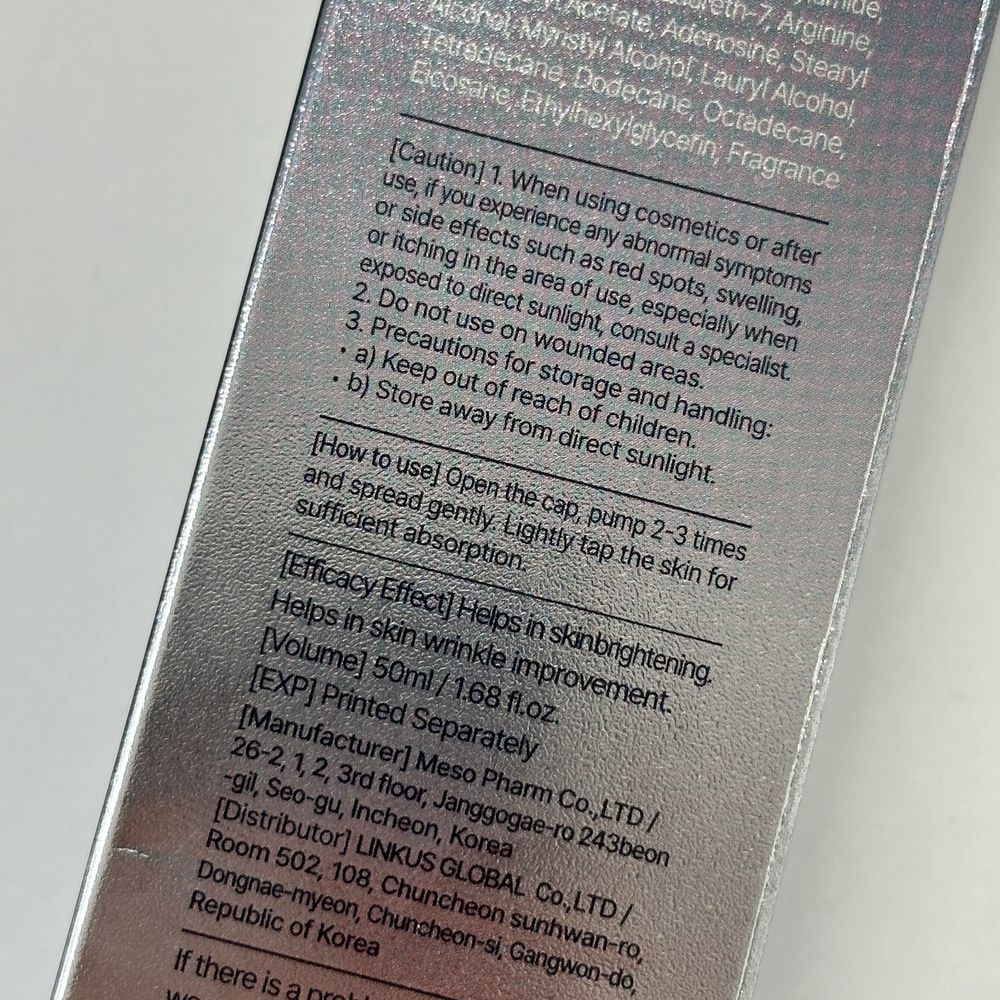 Arginine,
Acetate, Adenosine, Stearyl
Alcohol, Myristyl Alcohol, Lauryl Alcohol,
Tetradecane, Dodecane, Octadecane,
Eicosane, Ethylhexylglycerin, Fragrance
[Caution] 1. When using cosmetics or after
use, if you experience any abnormal symptoms
or side effects such as red spots, swelling,
or itching in the area of use, especially when
exposed to direct sunlight, consult a specialist.
2. Do not use on wounded areas.
3. Precautions for storage and handling:
· a) Keep out of reach of children.
· b) Store away from direct sunlight.
[How to use] Open the cap, pump 2-3 times
and spread gently. Lightly tap the skin for
sufficient absorption.
[Efficacy Effect] Helps in skinbrightening.
Helps in skin wrinkle improvement.
[Volume] 50ml / 1.68 fl.oz.
[EXP] Printed Separately
[Manufacturer] Meso Pharm Co.,LTD /
26-2, 1, 2, 3rd floor, Janggogae-ro 243beon
-gil, Seo-gu, Incheon, Korea
[Distributor] LINKUS GLOBAL Co.,LTD /
Room 502, 108, Chuncheon sunhwan-ro,
Dongnae-myeon, Chuncheon-si, Gangwon-do,
Republic of Korea
If there is a